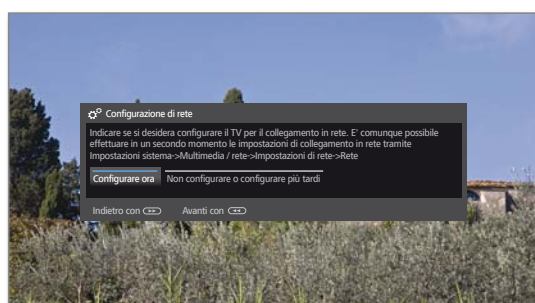 Configurazione di rete
Indicare se si desidera configurare il TV per il collegamento in rete. E' comunque possibile
effettuare in un secondo momento le impostazioni di collegamento in rete tramite
Impostazioni sistema->Multimedia / rete->Impostazioni di rete->Rete
Configurare ora Non configurare o configurare più tardi
Indietro con Avanti con